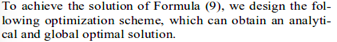 To achieve the solution of Formula (9), we design the fol-
lowing optimization scheme, which can obtain an analyti-
cal and global optimal solution.